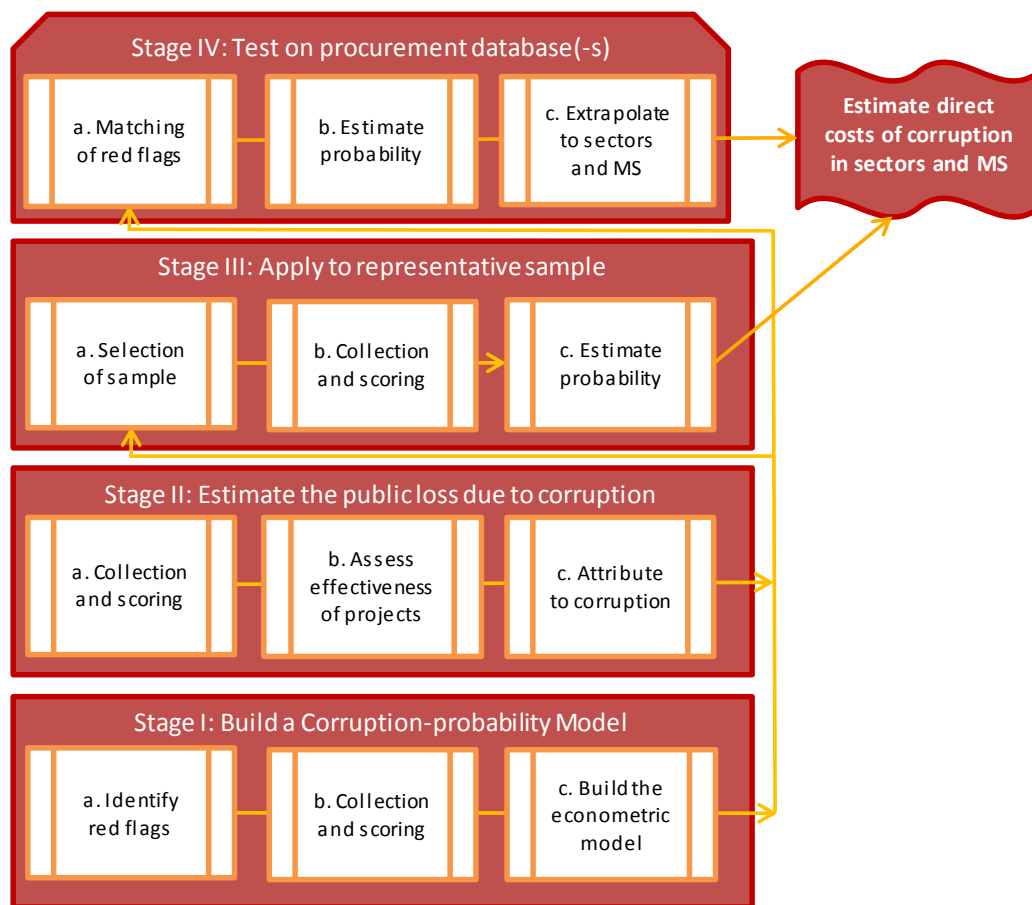 Stage IV: Test on procurement database(-s)
a. Matching
of red flags
b. Estimate
probability
c. Extrapolate
to sectors
and MS
Estimate direct
costs of corruption
in sectors and MS
Stage III: Apply to representative sample
a. Selection
of sample
b. Collection
and scoring
c. Estimate
probability
Stage II: Estimate the public loss due to corruption
a. Collection
and scoring
b. Assess
effectiveness
of projects
c. Attribute
to corruption
Stage I: Build a Corruption-probability Model
a. Identify
red flags
b. Collection
and scoring
c. Build the
econometric
model